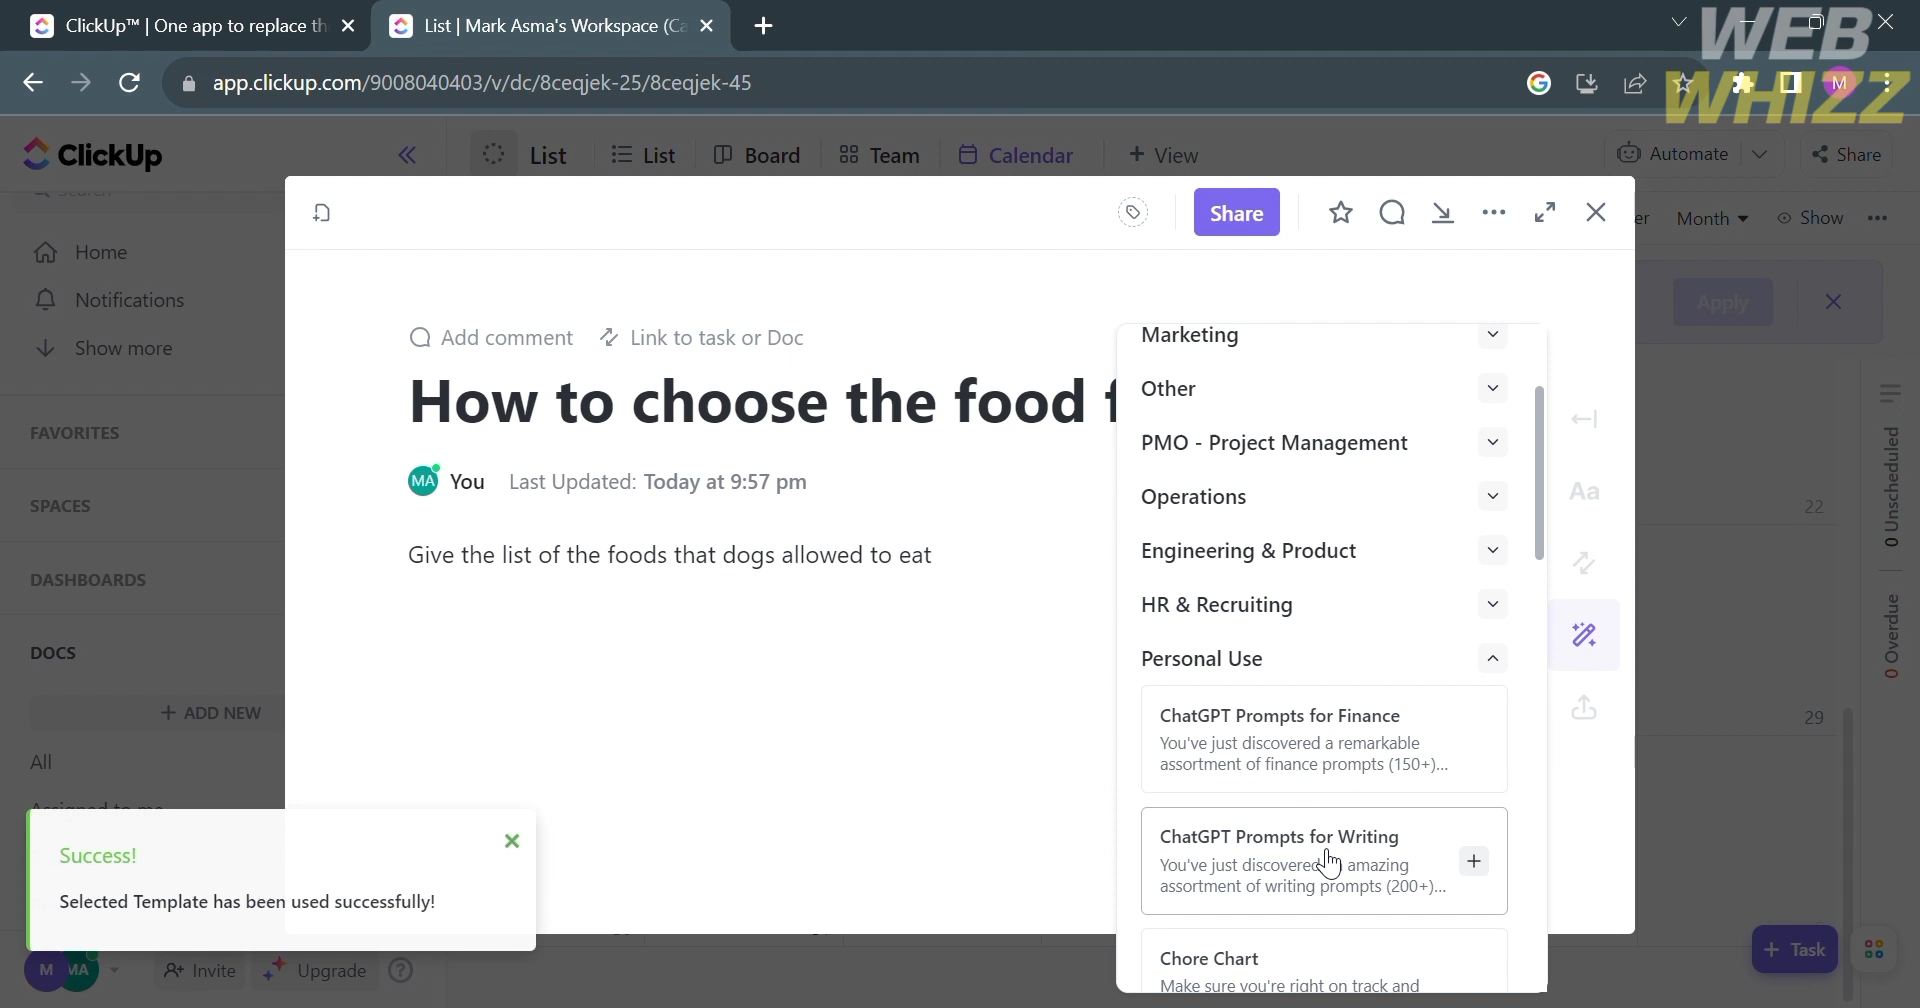 ClickUp™ | One app to replace th
List | Mark Asma's Workspace (Ca
WEB
WHIZZ
app.clickup.com/9008040403/v/dc/8ceqjek-25/8ceqjek-45
M
ClickUp
List
List
Board
Team
Calendar
+ View
Automate
Share
Search
Share
er
Month
Show
Home
Notifications
Show more
Apply
Add comment
Link to task or Doc
How to choose the food f
MA You Last Updated: Today at 9:57 pm
Give the list of the foods that dogs allowed to eat
Marketing
Other
PMO - Project Management
Operations
Engineering & Product
HR & Recruiting
Personal Use
ChatGPT Prompts for Finance
You've just discovered a remarkable
assortment of finance prompts (150+)...
ChatGPT Prompts for Writing
You've just discovered amazing
assortment of writing prompts (200+)...
Chore Chart
Make sure you're right on track and
Aa
22
29
0 Unscheduled
0 Overdue
FAVORITES
SPACES
DASHBOARDS
DOCS
+ ADD NEW
All
Assigned to me
Success!
Selected Template has been used successfully!
M
MA
Invite
Upgrade
?
+ Task